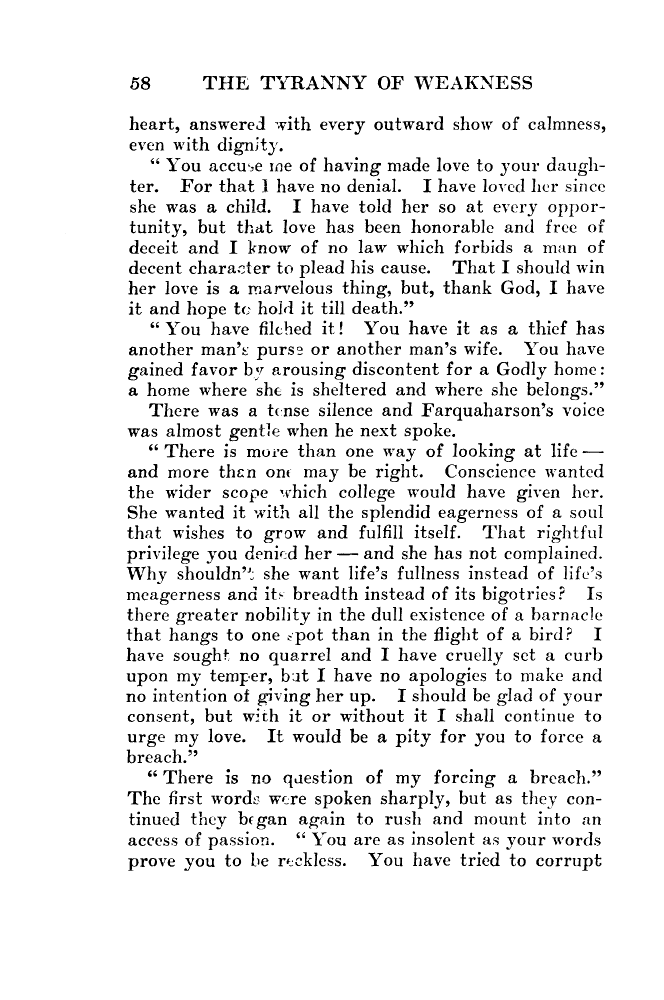 58 THE TYRANNY OF WEAKNESS
heart, answered with every outward show of calmness,
even with dignity.
“ You accuse me of having made love to your daugh-
ter. For that I have no denial. I have loved her since
she was a child. I have told her so at every oppor-
tunity, but that love has been honorable and free of
deceit and I know of no law which forbids a man of
decent character to plead his cause. That I should win
her love is a marvelous thing, but, thank God, I have
it and hope to hold it till death.”
“ You have filched it! You have it as a thief has
another man’s purse or another man’s wife. You have
gained favor by arousing discontent for a Godly home:
a home where she is sheltered and where she belongs.”
There was a tense silence and Farquaharson’s voice
was almost gentle when he next spoke.
“ There is more than one way of looking at life —
and more than one may be right. Conscience wanted
the wider scope which college would have given her.
She wanted it with all the splendid eagerness of a soul
that wishes to grow and fulfill itself. That rightful
privilege you denied her — and she has not complained.
Why shouldn’t she want life’s fullness instead of life’s
meagerness and its breadth instead of its bigotries? Is
there greater nobility in the dull existence of a barnacle
that hangs to one spot than in the flight of a bird? I
have sought no quarrel and I have cruelly set a curb
upon my temper, but I have no apologies to make and
no intention of giving her up. I should be glad of your
consent, but with it or without it I shall continue to
urge my love. It would be a pity for you to force a
breach.”
“ There is no question of my forcing a breach.”
The first words were spoken sharply, but as they con-
tinued they began again to rush and mount into an
access of passion. “ You are as insolent as your words
prove you to be reckless. You have tried to corrupt